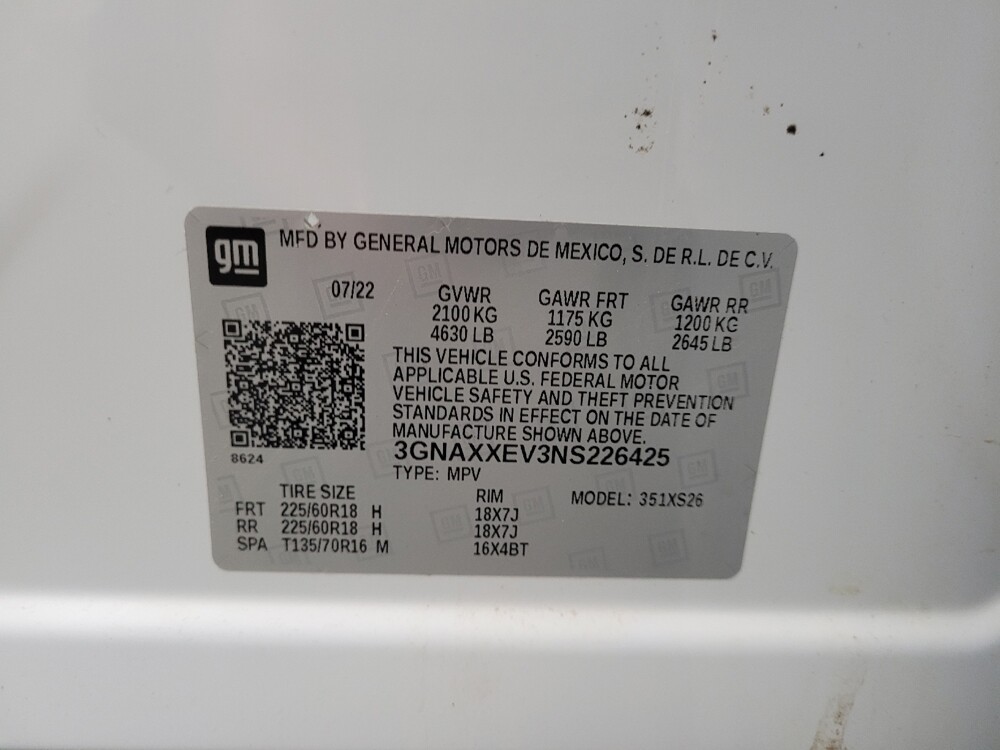 gm
MFD BY GENERAL MOTORS DE MEXICO, S. DE R.L. DE C.V.
07/22 GVWR GAWR FRT GAWR RR
2100 KG 1175 KG 1200 KG
4630 LB 2590 LB 2645 LB
THIS VEHICLE CONFORMS TO ALL
APPLICABLE U.S. FEDERAL MOTOR
VEHICLE SAFETY AND THEFT PREVENTION
STANDARDS IN EFFECT ON THE DATE OF
MANUFACTURE SHOWN ABOVE.
8624
3GNAXXEV3NS226425
TYPE: MPV
TIRE SIZE RIM MODEL: 351XS26
FRT 225/60R18 H 18X7J
RR 225/60R18 H 18X7J
SPA T135/70R16 M 16X4BT